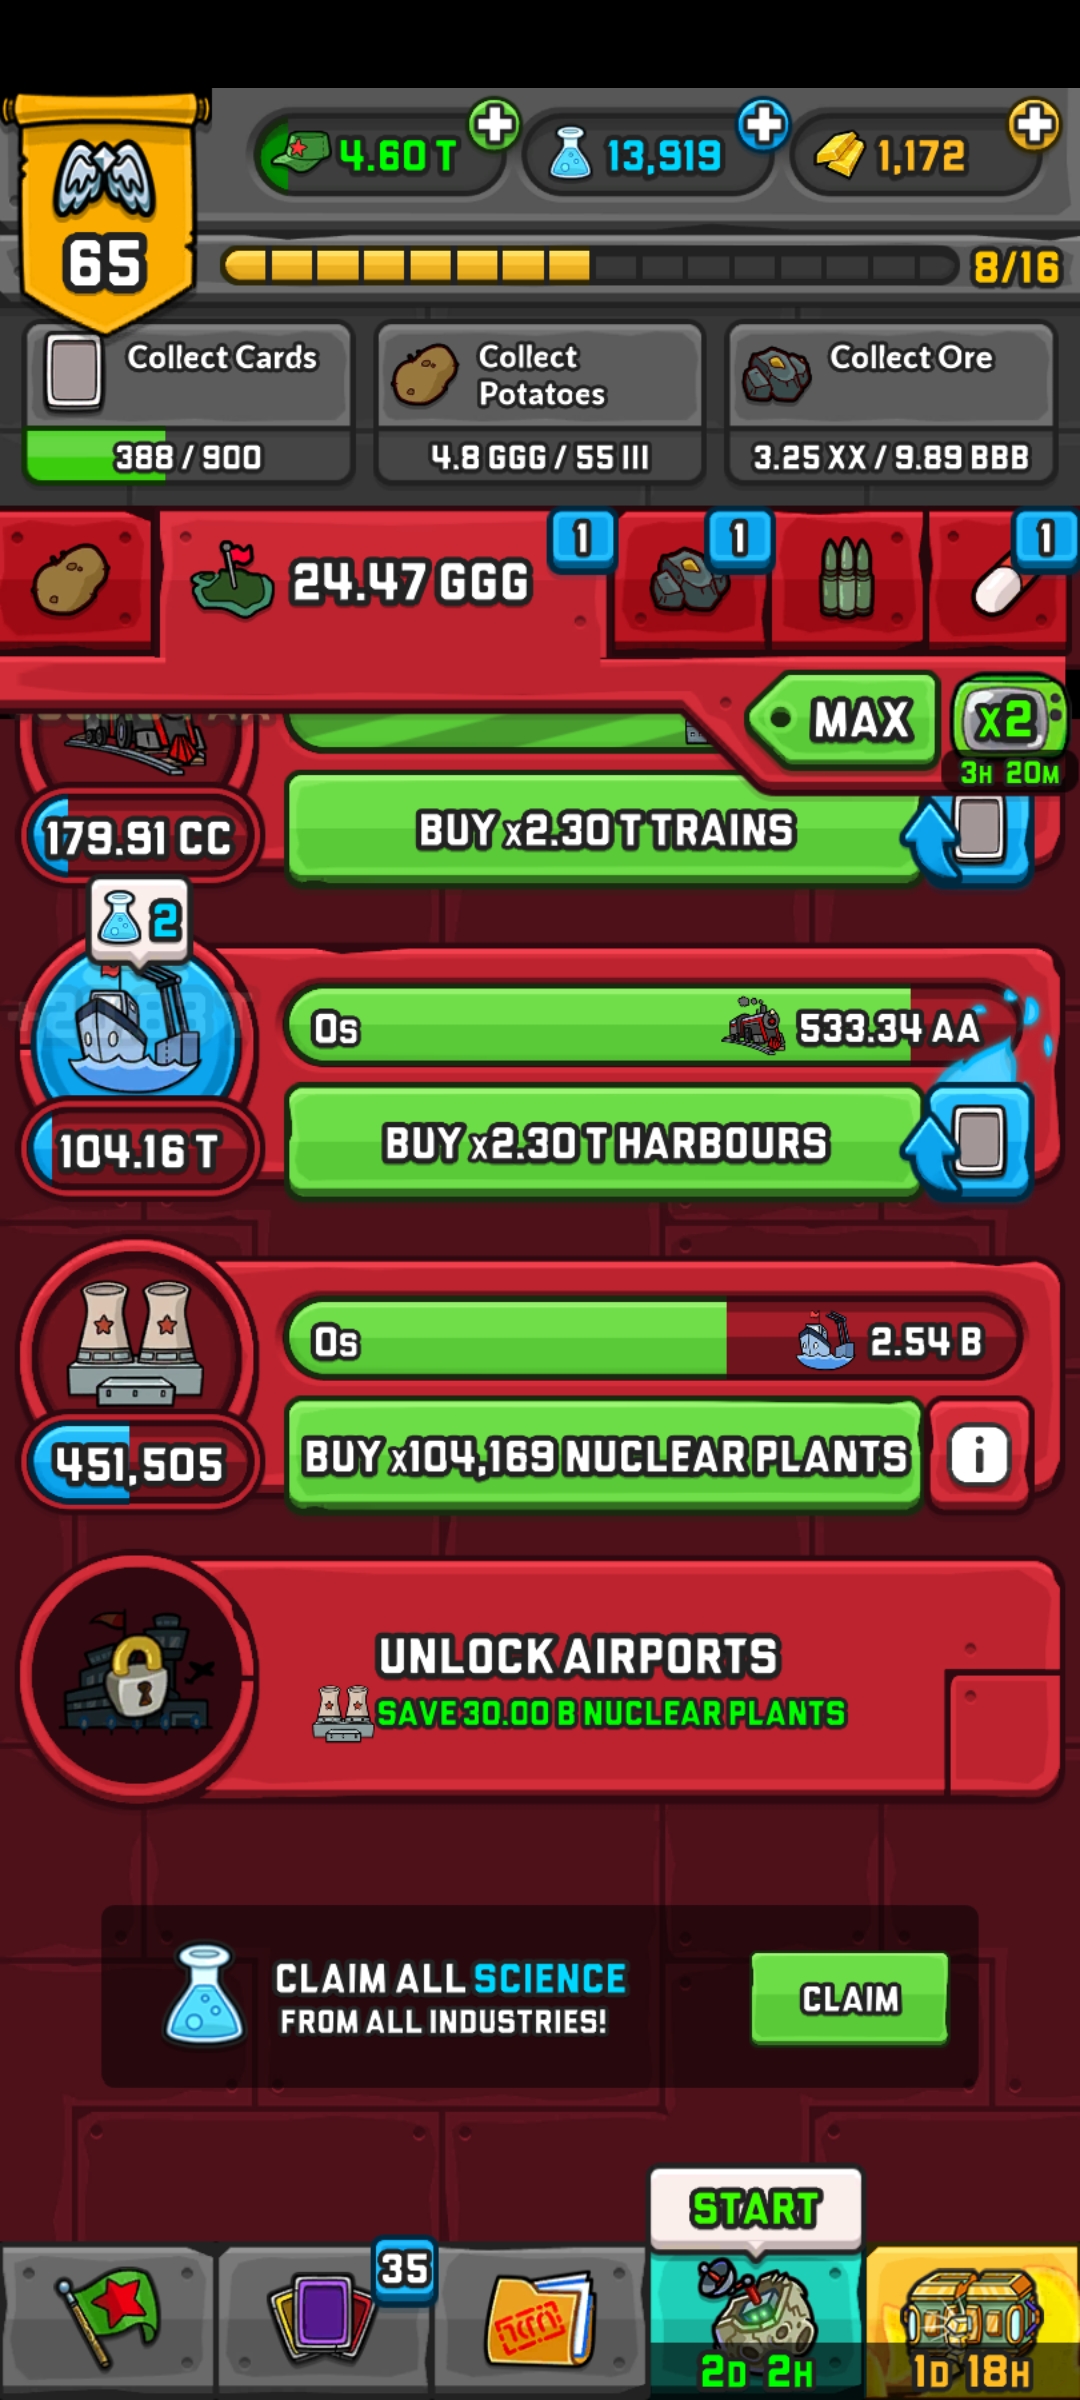 4.60 T
13,919
1,172
65
8/16
Collect Cards
388 / 900
Collect
Potatoes
4.8 GGG / 55 III
Collect Ore
3.25 XX / 9.89 BBB
24.47 GGG
1
1
1
MAX
X2
3H 20M
179.91 CC
BUY x2.30 T TRAINS
2
0s
533.34 AA
104.16 T
BUY x2.30 T HARBOURS
0s
2.54 B
451,505
BUY x104,169 NUCLEAR PLANTS
i
UNLOCK AIRPORTS
SAVE 30.00 B NUCLEAR PLANTS
CLAIM ALL SCIENCE
FROM ALL INDUSTRIES!
CLAIM
START
35
2D 2H
1D 18H